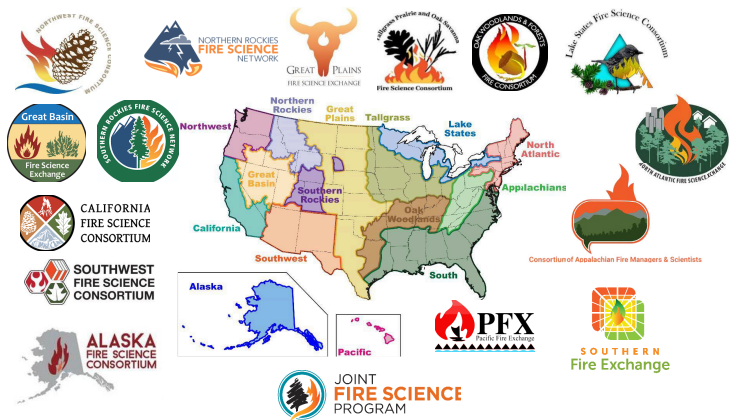 NORTHWEST FIRE SCIENCE CONSORTIUM
NORTHERN ROCKIES
FIRE SCIENCE
NETWORK
GREAT PLAINS
FIRE SCIENCE EXCHANGE
Tallgrass Prairie and Oak Savanna
Fire Science Consortium
OAK WOODLANDS & FORESTS
FIRE CONSORTIUM
Lake States Fire Science Consortium
Great Basin
Fire Science
Exchange
SOUTHERN ROCKIES FIRE SCIENCE NETWORK
NORTH ATLANTIC FIRE SCIENCE EXCHANGE
CALIFORNIA
FIRE SCIENCE
CONSORTIUM
SOUTHWEST
FIRE SCIENCE
CONSORTIUM
ALASKA
FIRE SCIENCE
CONSORTIUM
Northwest
Northern
Rockies
Great
Plains
Tallgrass
Lake
States
North
Atlantic
Appalachians
Great
Basin
Southern
Rockies
Oak
Woodlands
California
Southwest
South
Alaska
Pacific
Consortium of Appalachian Fire Managers & Scientists
PFX
Pacific Fire Exchange
SOUTHERN
Fire Exchange
JOINT
FIRE SCIENCE
PROGRAM